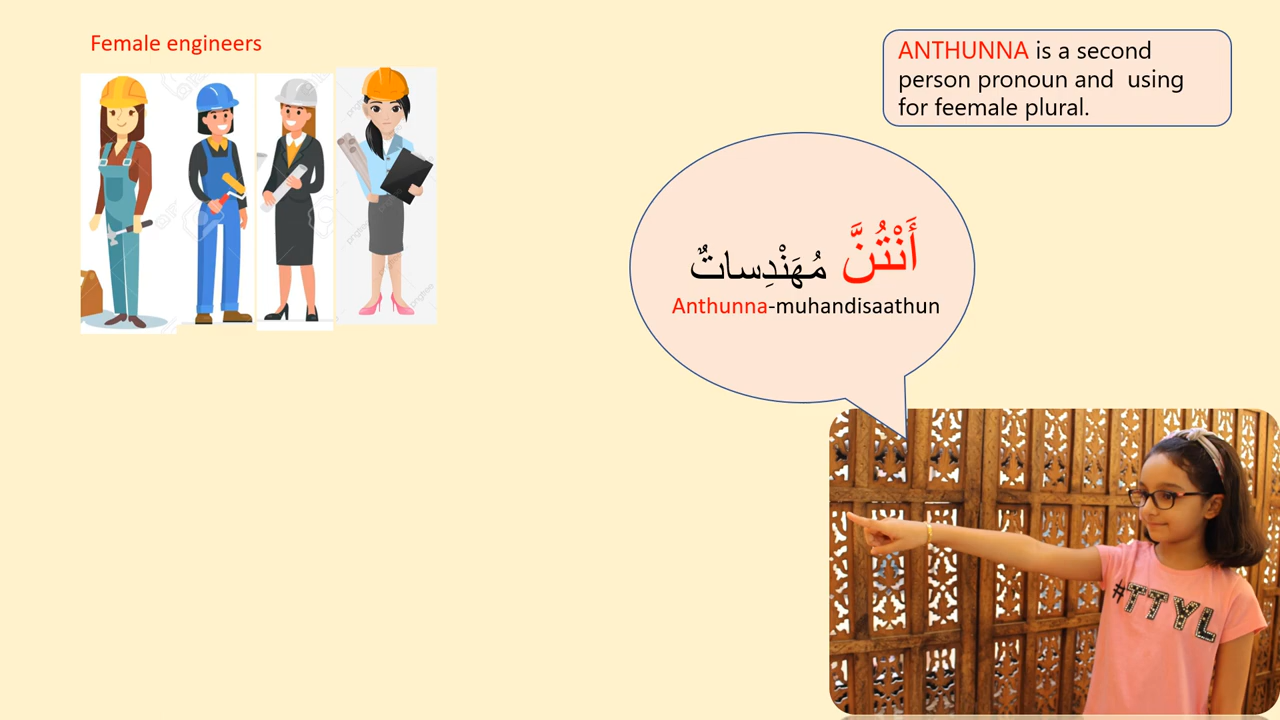 Female engineers
ANTHUNNA is a second
person pronoun and using
for feemale plural.
أَنْتُنَّ مُهَنْدِساتٌ
Anthunna-muhandisaathun
#TTYL